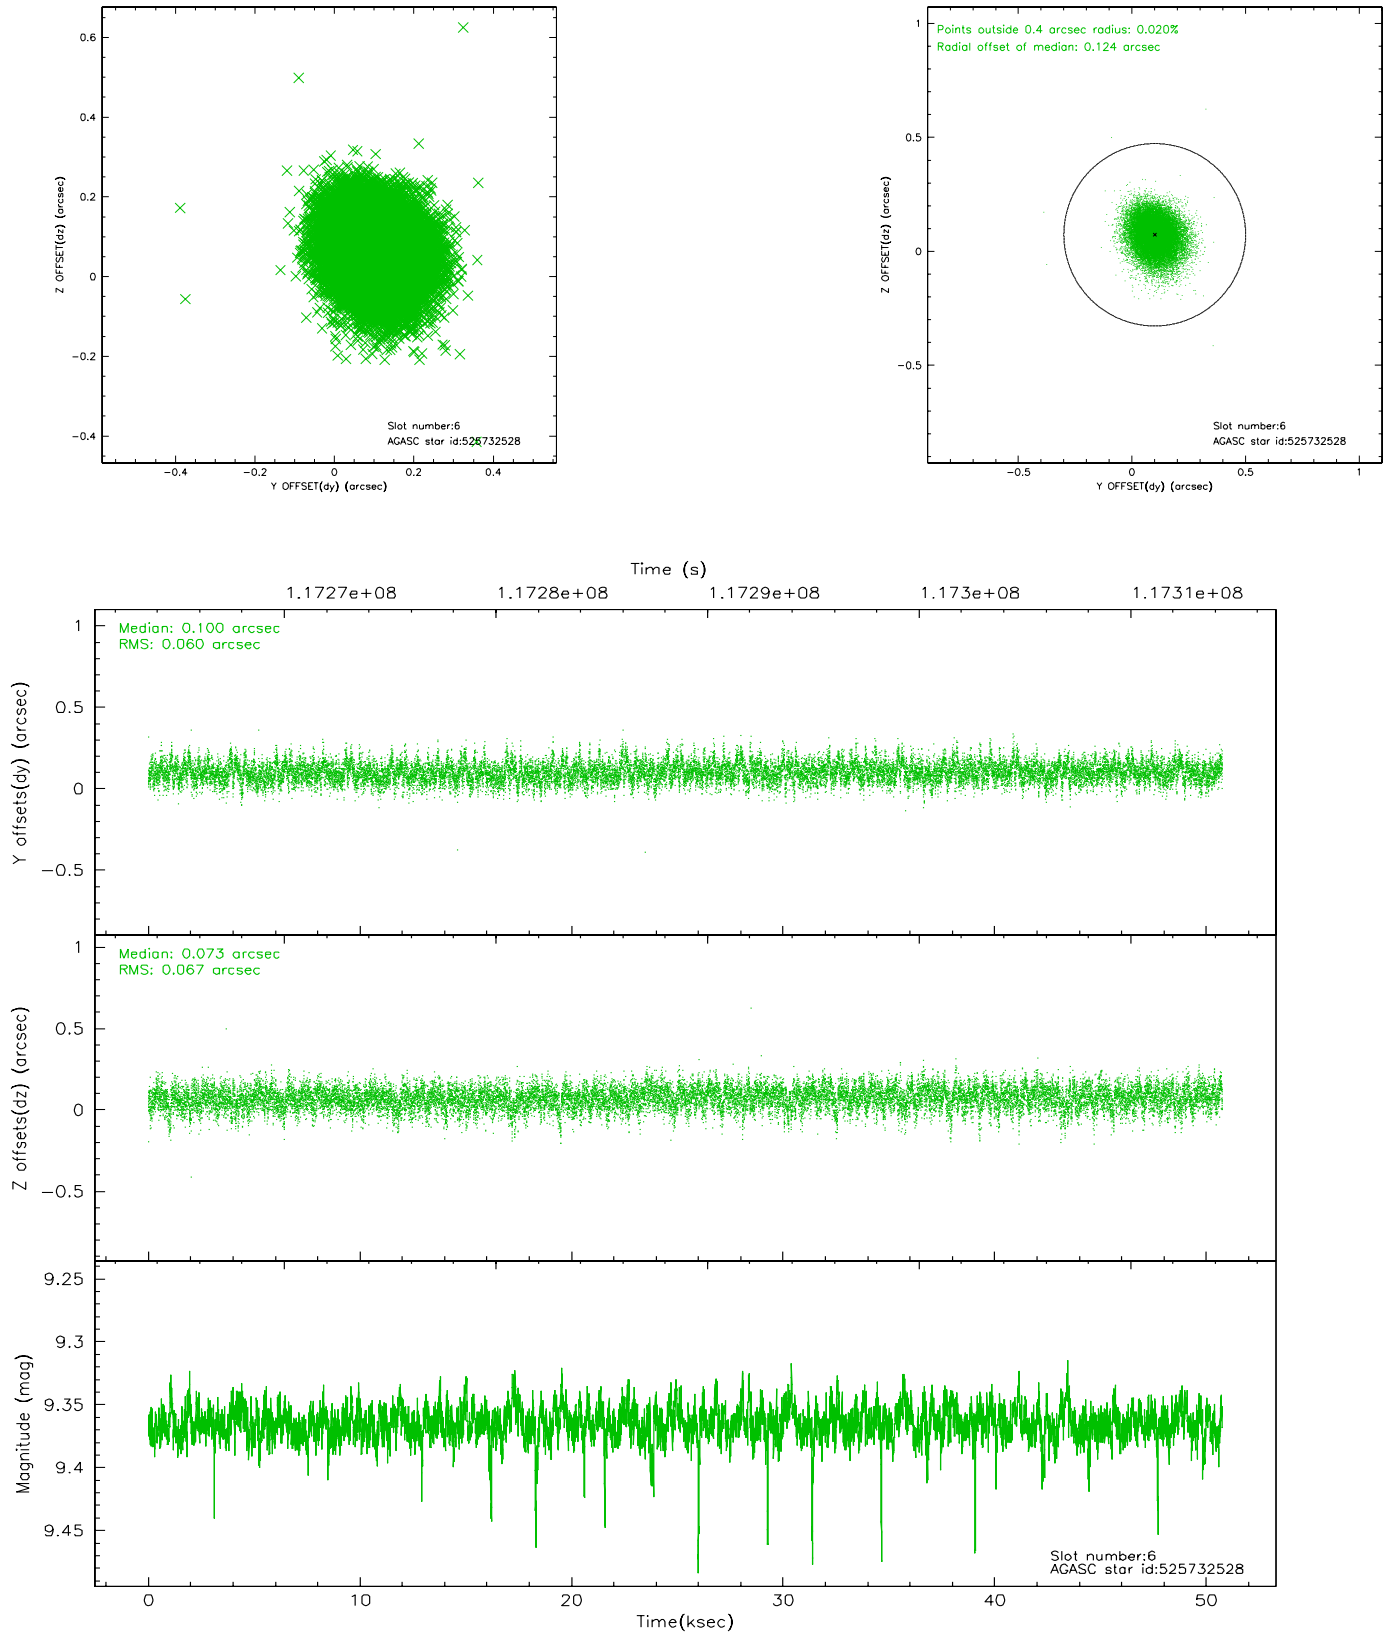 0.6
0.4
0.2
0
−0.2
−0.4
Z OFFSET(dz) (arcsec)
Slot number:6
AGASC star id:525732528
−0.4 −0.2 0 0.2 0.4
Y OFFSET(dy) (arcsec)
Points outside 0.4 arcsec radius: 0.020%
Radial offset of median: 0.124 arcsec
1
0.5
0
−0.5
Z OFFSET(dz) (arcsec)
Slot number:6
AGASC star id:525732528
−0.5 0 0.5 1
Y OFFSET(dy) (arcsec)
Time (s)
1.1727e+08 1.1728e+08 1.1729e+08 1.173e+08 1.1731e+08
Median: 0.100 arcsec
RMS: 0.060 arcsec
1
0.5
0
−0.5
Y offsets(dy) (arcsec)
Median: 0.073 arcsec
RMS: 0.067 arcsec
1
0.5
0
−0.5
Z offsets(dz) (arcsec)
9.25
9.3
9.35
9.4
9.45
Magnitude (mag)
Slot number:6
AGASC star id:525732528
0 10 20 30 40 50
Time(ksec)